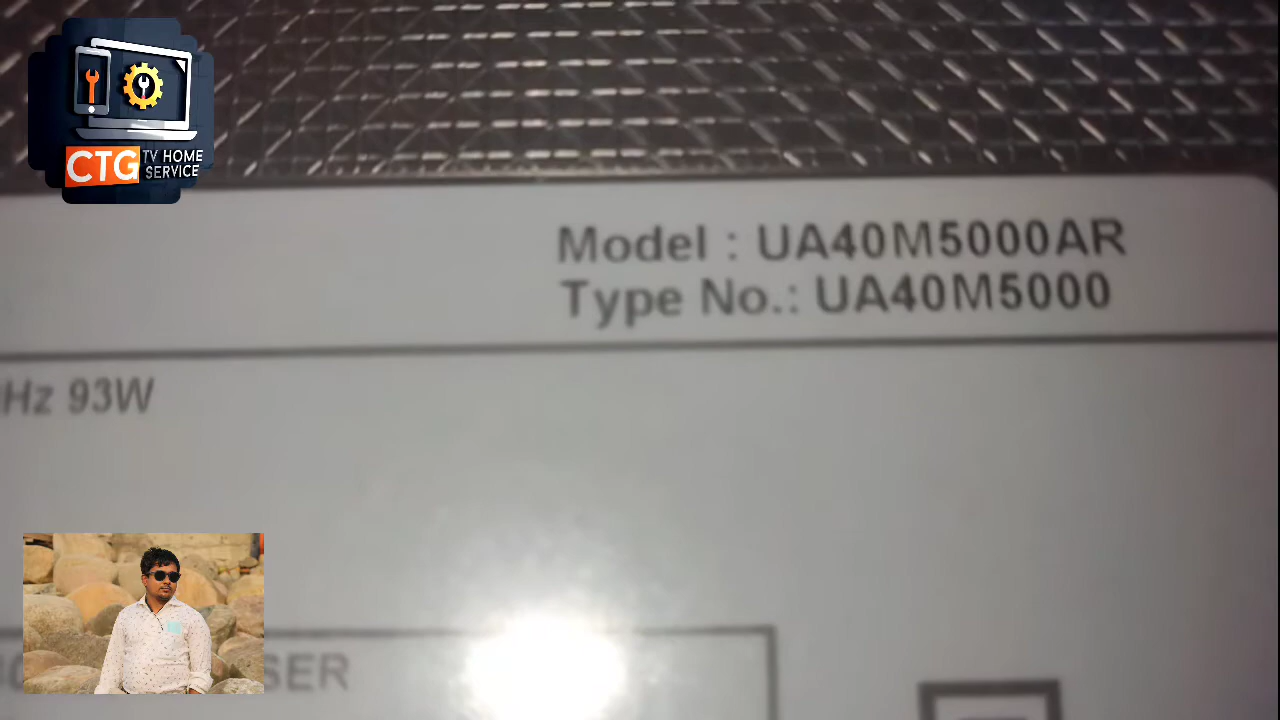 CTG TV HOME
SERVICE
Model : UA40M5000AR
Type No.: UA40M5000
Hz 93W
SER